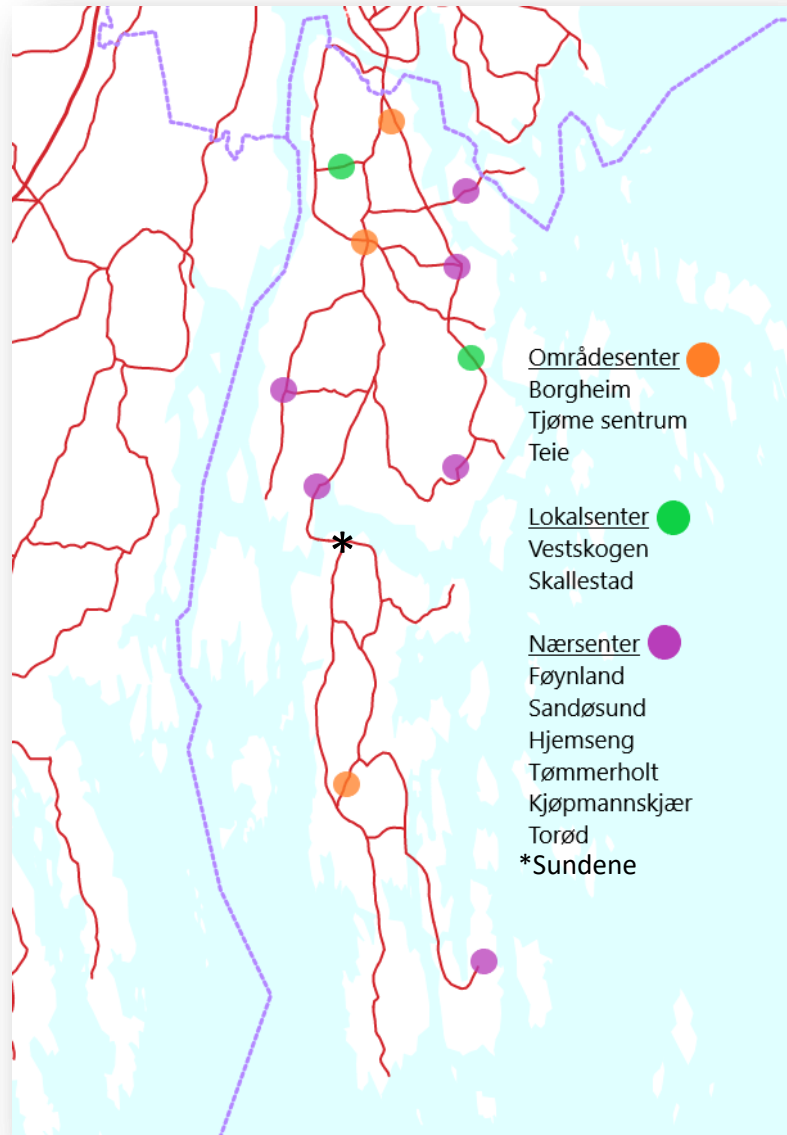 Områdesenter
Borgheim
Tjøme sentrum
Teie
Lokalsenter
Vestskogen
Skallestad
Nærsenter
Føynland
Sandøsund
Hjemseng
Tømmerholt
Kjøpmannskjær
Torød
*Sundene
*